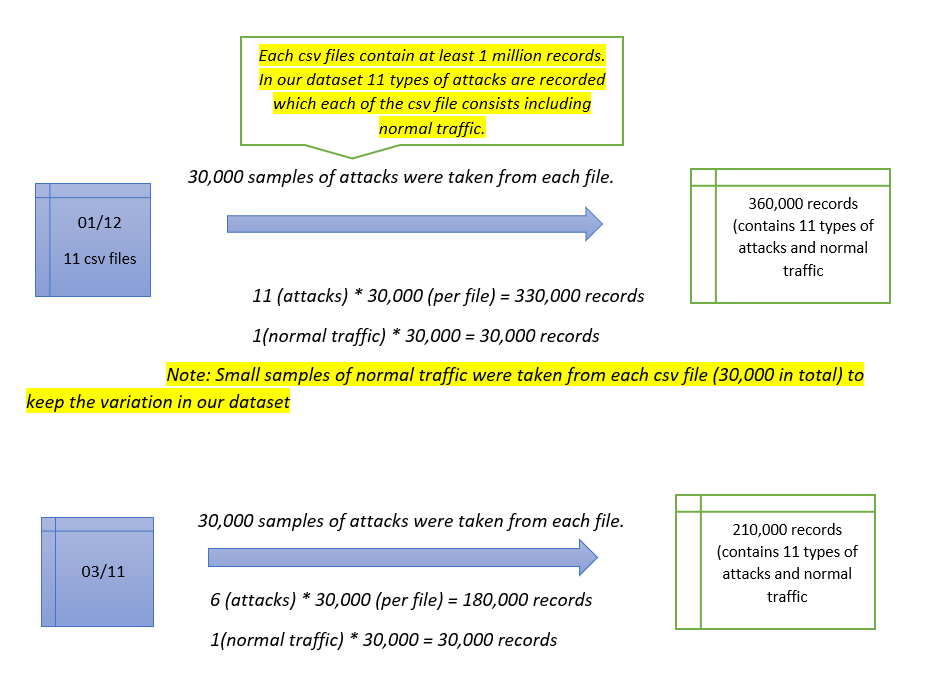 Each csv files contain at least 1 million records.
In our dataset 11 types of attacks are recorded
which each of the csv file consists including
normal traffic.
30,000 samples of attacks were taken from each file.
01/12
11 csv files
360,000 records
(contains 11 types of
attacks and normal
traffic
11 (attacks) * 30,000 (per file) = 330,000 records
1(normal traffic) * 30,000 = 30,000 records
Note: Small samples of normal traffic were taken from each csv file (30,000 in total) to
keep the variation in our dataset
30,000 samples of attacks were taken from each file.
03/11
210,000 records
(contains 11 types of
attacks and normal
traffic
6 (attacks) * 30,000 (per file) = 180,000 records
1(normal traffic) * 30,000 = 30,000 records